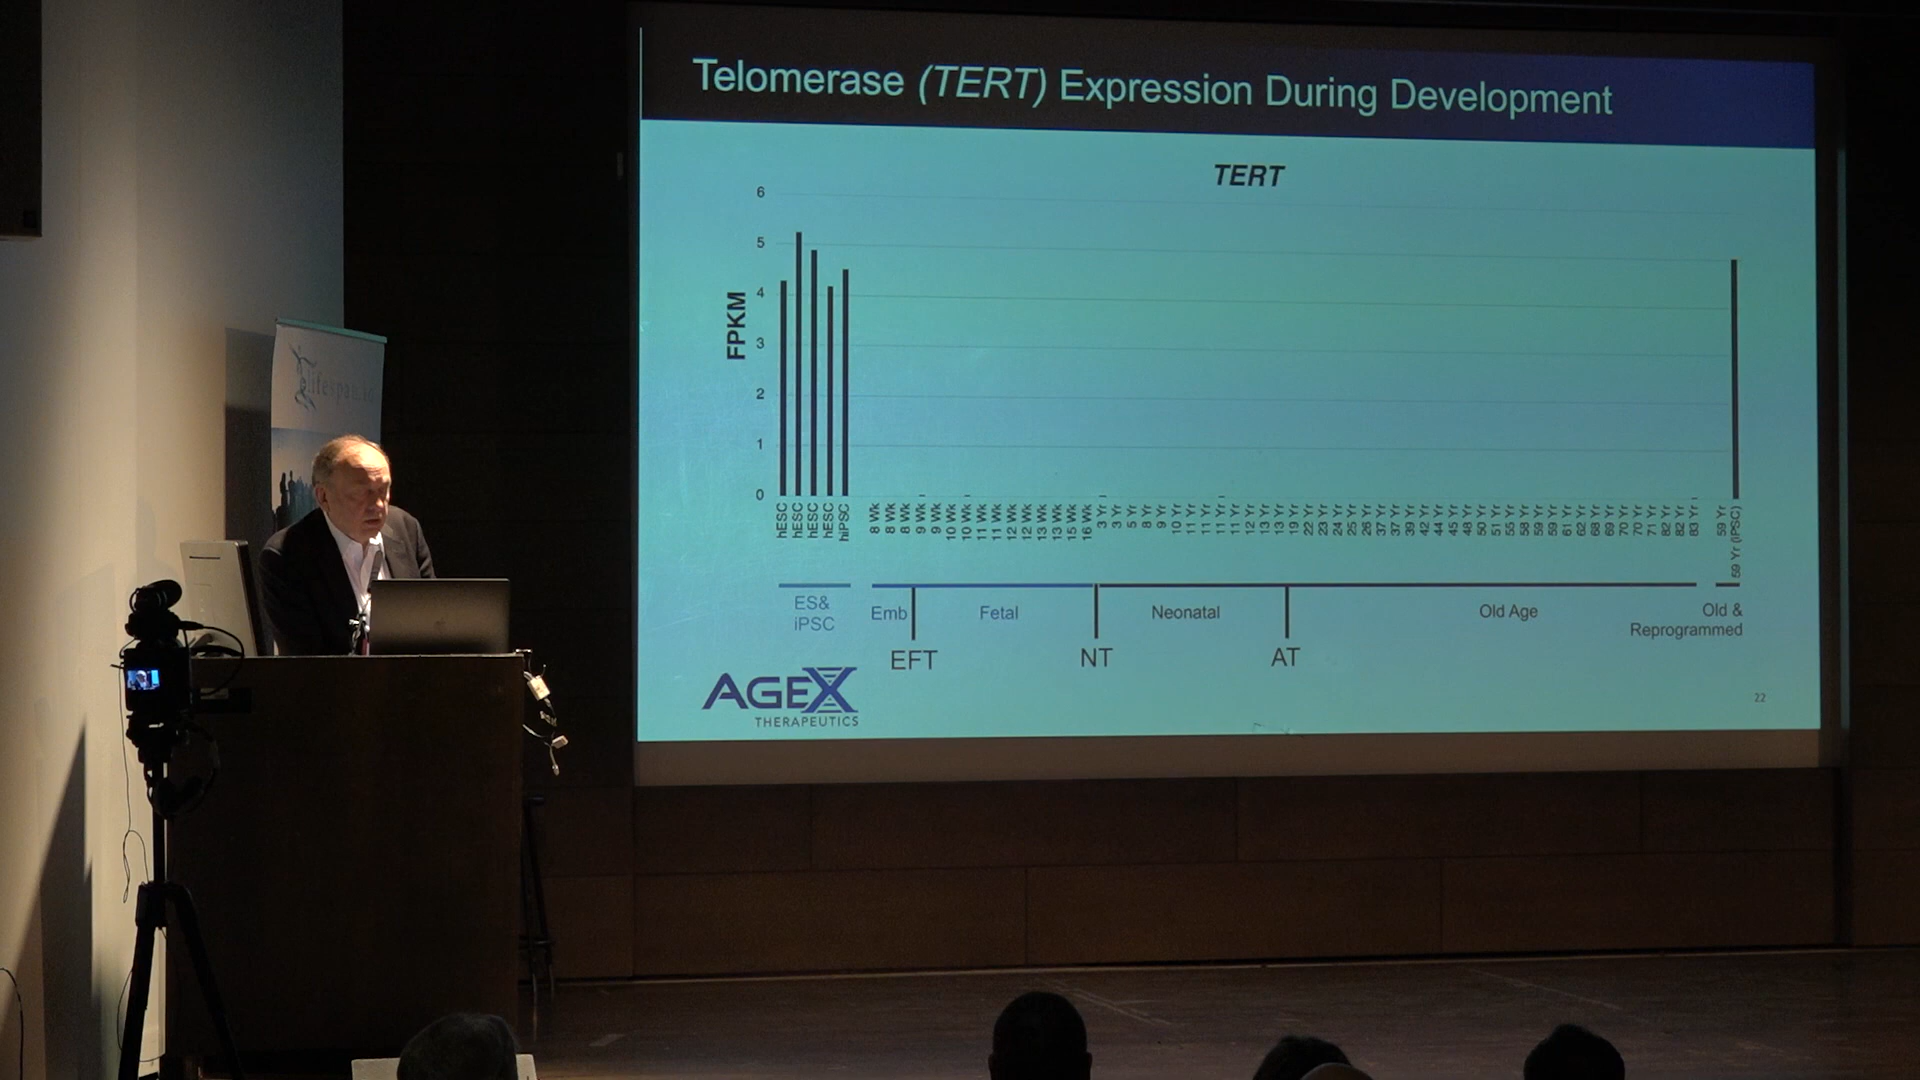 Telomerase (TERT) Expression During Development
TERT
6
5
4
3
2
1
0
FPKM
hESC
hESC
hESC
hESC
hiPSC
8 Wk
8 Wk
8 Wk
9 Wk
9 Wk
10 Wk
10 Wk
11 Wk
11 Wk
12 Wk
12 Wk
13 Wk
13 Wk
15 Wk
16 Wk
3 Yr
3 Yr
5 Yr
8 Yr
9 Yr
10 Yr
11 Yr
11 Yr
11 Yr
11 Yr
12 Yr
13 Yr
13 Yr
19 Yr
22 Yr
23 Yr
24 Yr
25 Yr
26 Yr
37 Yr
37 Yr
39 Yr
42 Yr
44 Yr
45 Yr
48 Yr
50 Yr
51 Yr
55 Yr
58 Yr
59 Yr
59 Yr
61 Yr
62 Yr
68 Yr
69 Yr
70 Yr
70 Yr
71 Yr
82 Yr
82 Yr
83 Yr
59 Yr
59 Yr (iPSC)
ES&
iPSC
Emb
Fetal
Neonatal
Old Age
Old &
Reprogrammed
EFT
NT
AT
AGEX
THERAPEUTICS
22